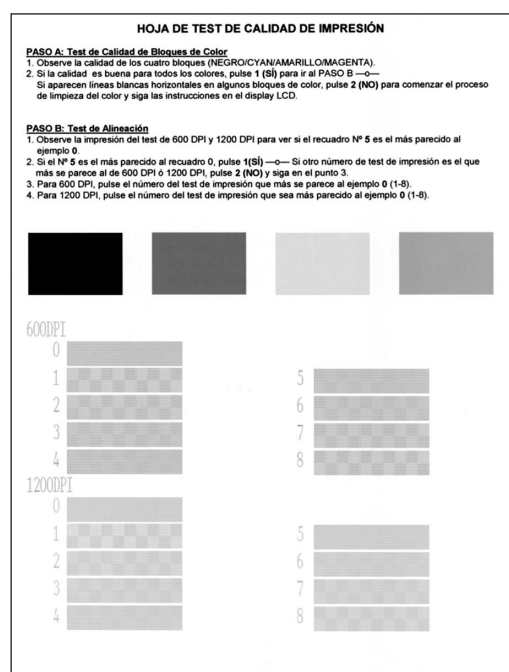 HOJA DE TEST DE CALIDAD DE IMPRESIÓN
PASO A: Test de Calidad de Bloques de Color
1. Observe la calidad de los cuatro bloques (NEGRO/CYAN/AMARILLO/MAGENTA).
2. Si la calidad es buena para todos los colores, pulse 1 (SÍ) para ir al PASO B —o—
Si aparecen líneas blancas horizontales en algunos bloques de color, pulse 2 (NO) para comenzar el proceso
de limpieza del color y siga las instrucciones en el display LCD.
PASO B: Test de Alineación
1. Observe la impresión del test de 600 DPI y 1200 DPI para ver si el recuadro Nº 5 es el más parecido al
ejemplo 0.
2. Si el Nº 5 es el más parecido al recuadro 0, pulse 1(SÍ) —o— Si otro número de test de impresión es el que
más se parece al de 600 DPI ó 1200 DPI, pulse 2 (NO) y siga en el punto 3.
3. Para 600 DPI, pulse el número del test de impresión que más se parece al ejemplo 0 (1-8).
4. Para 1200 DPI, pulse el número del test de impresión que sea más parecido al ejemplo 0 (1-8).
600DPI
0
1
2
3
4
5
6
7
8
1200DPI
0
1
2
3
4
5
6
7
8